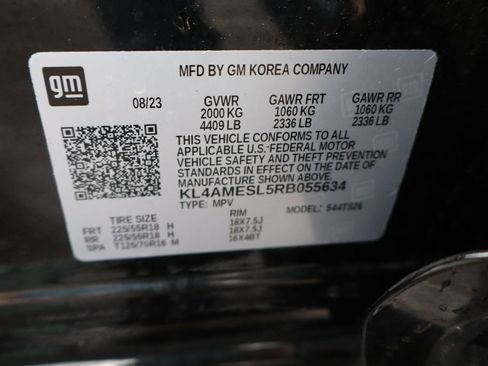 gm
MFD BY GM KOREA COMPANY
08/23 GVWR GAWR FRT GAWR RR
2000 KG 1060 KG 1060 KG
4409 LB 2336 LB 2336 LB
THIS VEHICLE CONFORMS TO ALL
APPLICABLE U.S. FEDERAL MOTOR
VEHICLE SAFETY AND THEFT PREVENTION
STANDARDS IN EFFECT ON THE DATE OF
MANUFACTURE SHOWN ABOVE.
KL4AMESL5RB055634
TYPE: MPV MODEL: 544TS26
TIRE SIZE RIM
FRT 225/55R18 H 18X7.5J
RR 225/55R18 H 18X7.5J
SPA T125/70R16 M 16X4BT